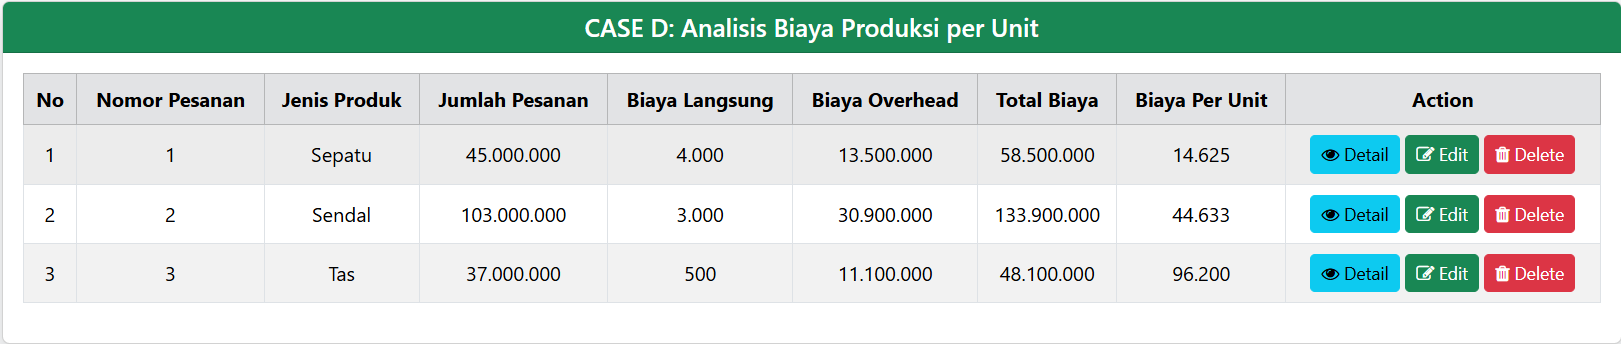 CASE D: Analisis Biaya Produksi per Unit
No Nomor Pesanan Jenis Produk Jumlah Pesanan Biaya Langsung Biaya Overhead Total Biaya Biaya Per Unit Action
1 1 Sepatu 45.000.000 4.000 13.500.000 58.500.000 14.625 Detail Edit Delete
2 2 Sendal 103.000.000 3.000 30.900.000 133.900.000 44.633 Detail Edit Delete
3 3 Tas 37.000.000 500 11.100.000 48.100.000 96.200 Detail Edit Delete